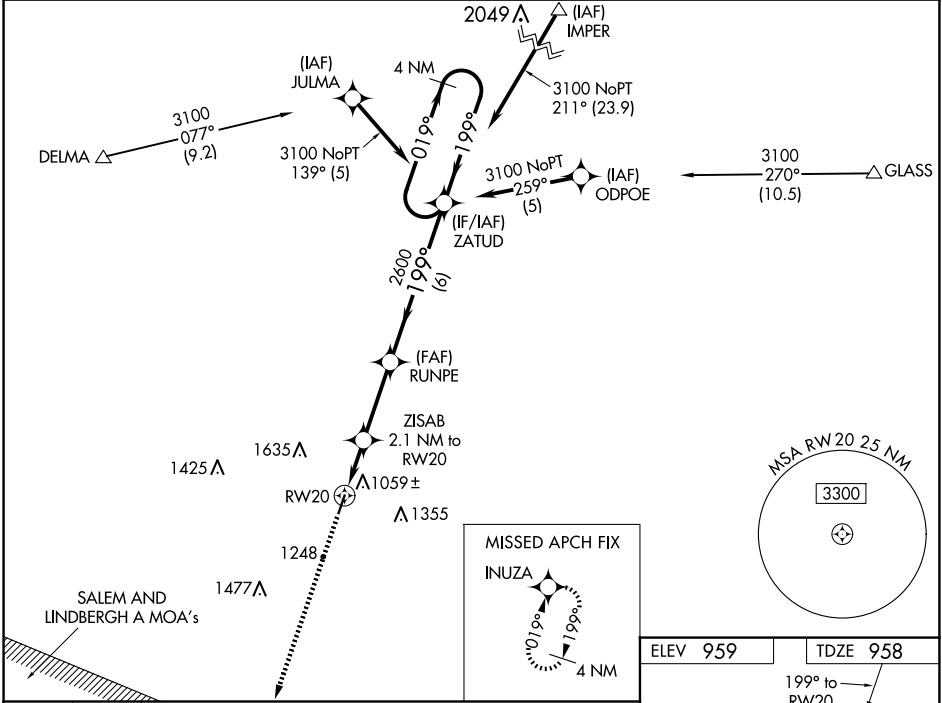 2049
(IAF)
IMPER
(IAF)
JULMA
4 NM
3100 NoPT
211° (23.9)
3100
077°
(9.2)
DELMA
3100 NoPT
139° (5)
019°
199°
3100 NoPT
259°
(5)
(IAF)
ODPOE
3100
270°
(10.5)
GLASS
(IF/IAF)
ZATUD
2600
199°
(6)
(FAF)
RUNPE
ZISAB
2.1 NM to
RW20
1635
1425
RW20
1059±
1355
MSA RW 20 25 NM
3300
1248
1477
MISSED APCH FIX
INUZA
019°
199°
4 NM
SALEM AND
LINDBERGH A MOA's
ELEV 959
TDZE 958
199° to
RW20